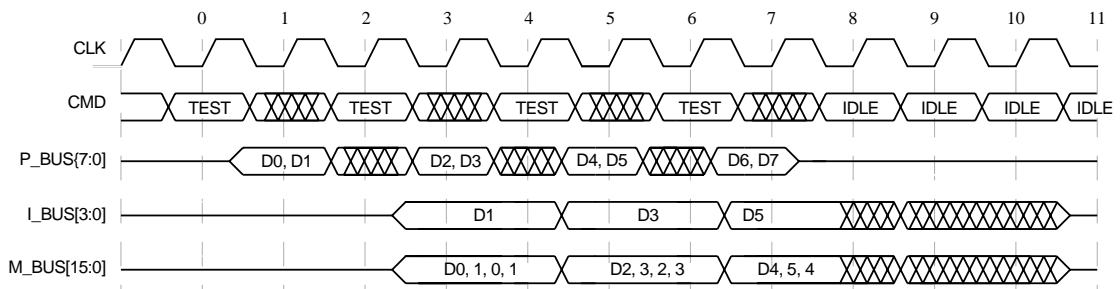 0 1 2 3 4 5 6 7 8 9 10 11
CLK
CMD TEST TEST TEST TEST IDLE IDLE IDLE IDLE
P_BUS{7:0} D0, D1 D2, D3 D4, D5 D6, D7
I_BUS[3:0} D1 D3 D5
M_BUS[15:0} D0, 1, 0, 1 D2, 3, 2, 3 D4, 5, 4